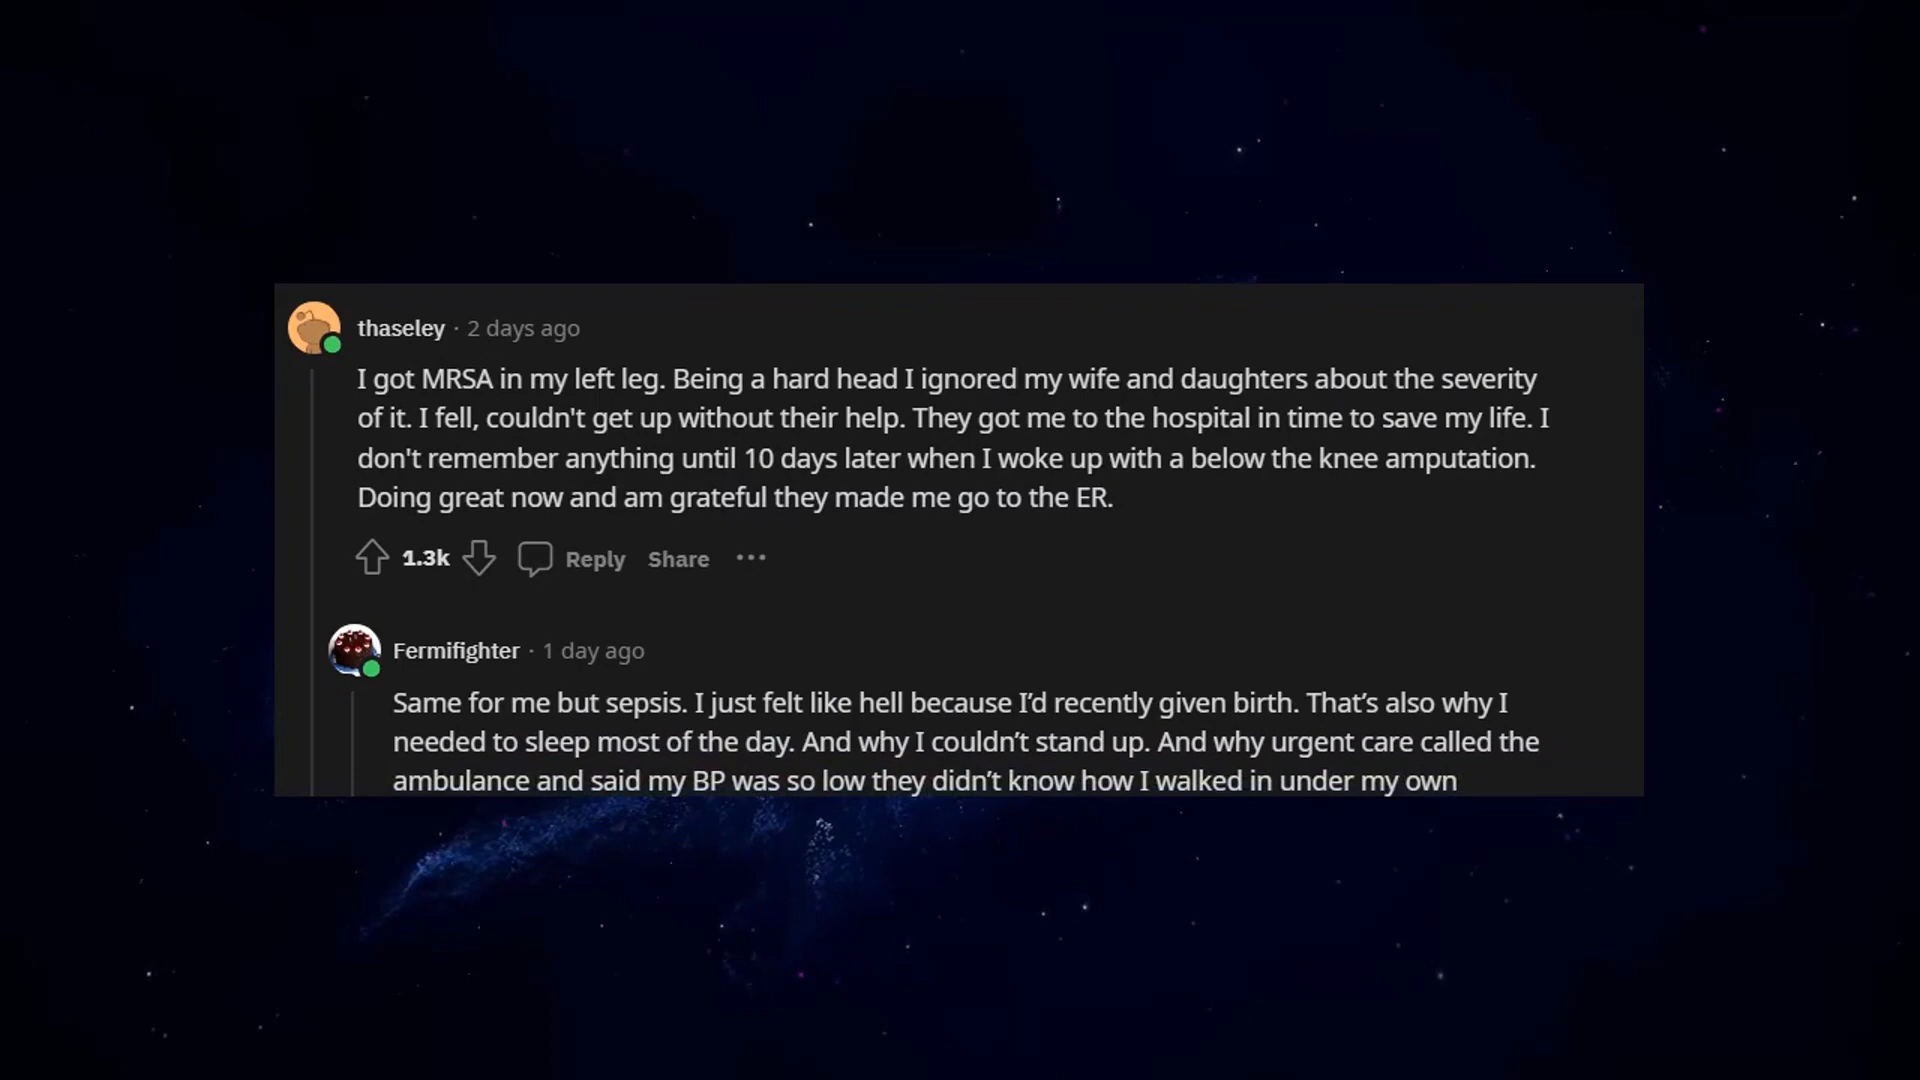 thaseley · 2 days ago
I got MRSA in my left leg. Being a hard head I ignored my wife and daughters about the severity
of it. I fell, couldn't get up without their help. They got me to the hospital in time to save my life. I
don't remember anything until 10 days later when I woke up with a below the knee amputation.
Doing great now and am grateful they made me go to the ER.
1.3k Reply Share ···
Fermifighter · 1 day ago
Same for me but sepsis. I just felt like hell because I’d recently given birth. That’s also why I
needed to sleep most of the day. And why I couldn’t stand up. And why urgent care called the
ambulance and said my BP was so low they didn’t know how I walked in under my own